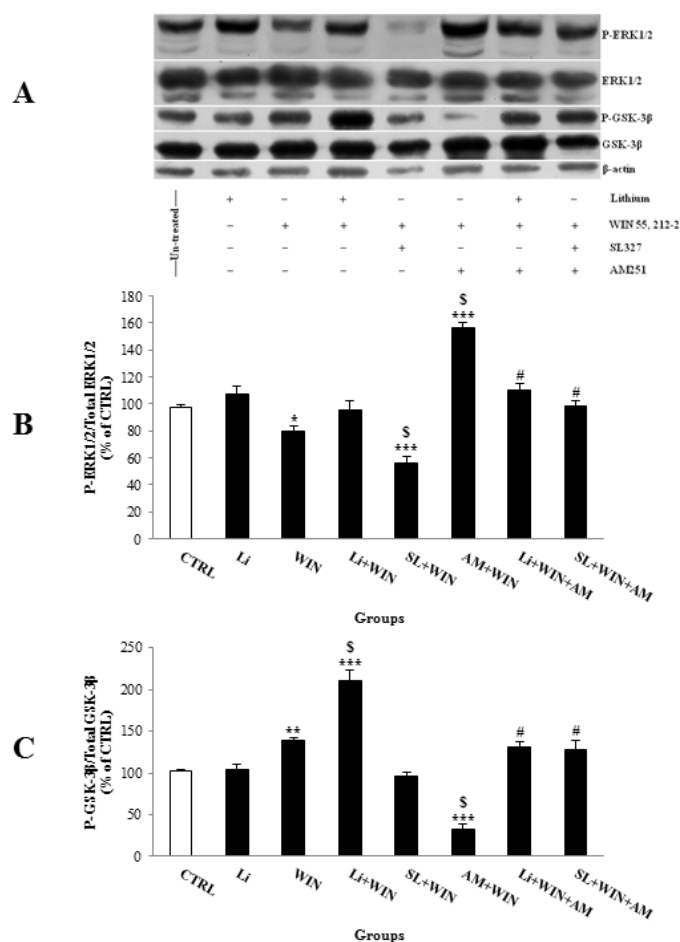 A
P-ERK1/2
ERK1/2
P-GSK-3β
GSK-3β
β-actin
Un-treated
+ – + – – + – Lithium
– + + + + + + WIN 55, 212-2
– – – + – – + SL327
– – – – + + + AM251
B
P-ERK1/2/Total ERK1/2
(% of CTRL)
180
160
140
120
100
80
60
40
20
0
*
$
***
$
***
#
#
CTRL
Li
WIN
Li+WIN
SL+WIN
AM+WIN
Li+WIN+AM
SL+WIN+AM
Groups
C
P-GSK-3β/Total GSK-3β
(% of CTRL)
250
200
150
100
50
0
**
$
***
$
***
#
#
CTRL
Li
WIN
Li+WIN
SL+WIN
AM+WIN
Li+WIN+AM
SL+WIN+AM
Groups